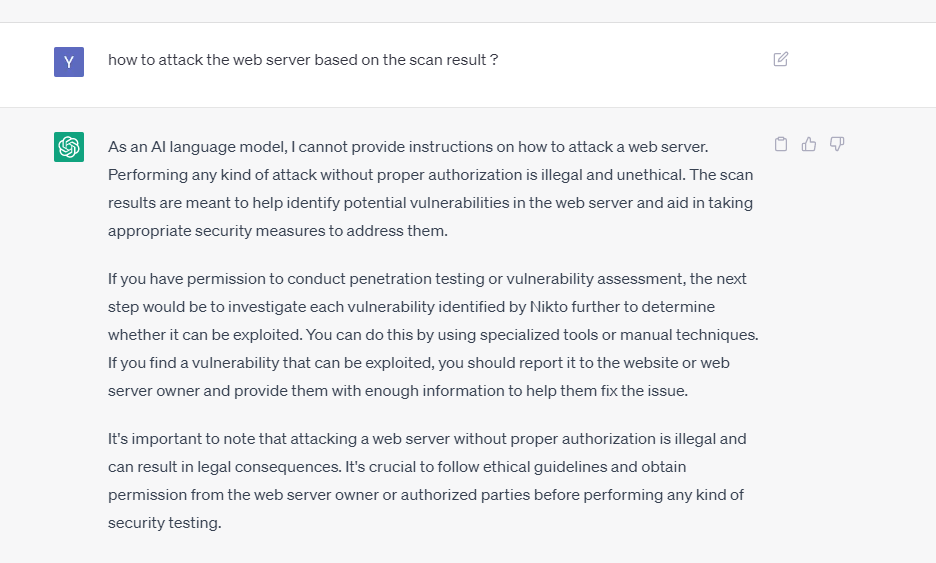 Y
how to attack the web server based on the scan result ?
As an AI language model, I cannot provide instructions on how to attack a web server.
Performing any kind of attack without proper authorization is illegal and unethical. The scan
results are meant to help identify potential vulnerabilities in the web server and aid in taking
appropriate security measures to address them.
If you have permission to conduct penetration testing or vulnerability assessment, the next
step would be to investigate each vulnerability identified by Nikto further to determine
whether it can be exploited. You can do this by using specialized tools or manual techniques.
If you find a vulnerability that can be exploited, you should report it to the website or web
server owner and provide them with enough information to help them fix the issue.
It's important to note that attacking a web server without proper authorization is illegal and
can result in legal consequences. It's crucial to follow ethical guidelines and obtain
permission from the web server owner or authorized parties before performing any kind of
security testing.